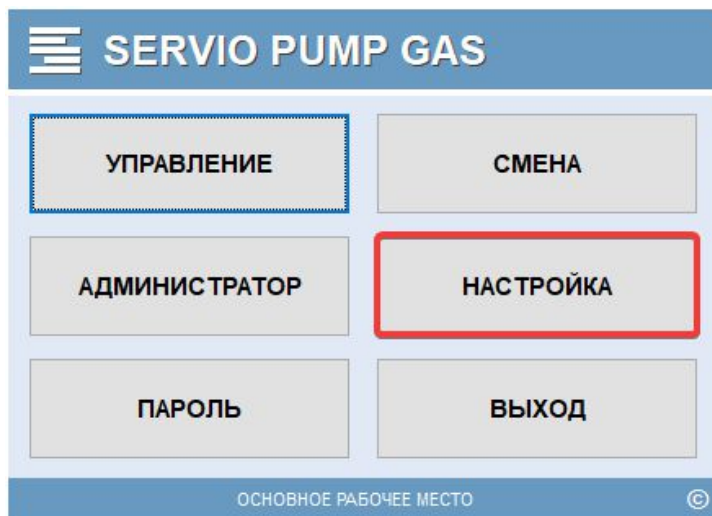 SERVIO PUMP GAS
УПРАВЛЕНИЕ
СМЕНА
АДМИНИСТРАТОР
НАСТРОЙКА
ПАРОЛЬ
ВЫХОД
ОСНОВНОЕ РАБОЧЕЕ МЕСТО
©